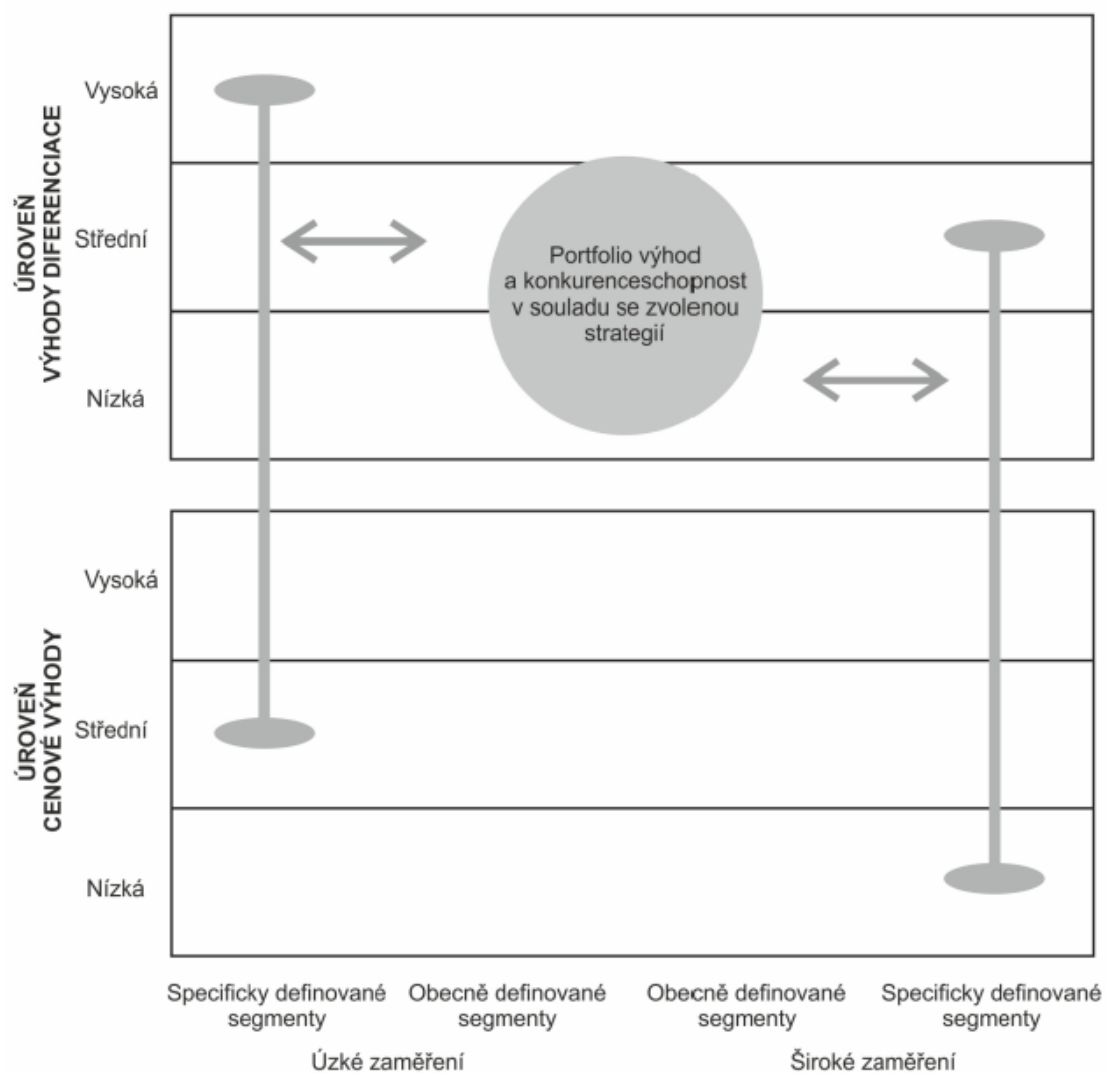 ÚROVEŇ
VÝHODY DIFERENCIACE
Vysoká
Střední
Nízká
Portfolio výhod
a konkurenceschopnost
v souladu se zvolenou
strategií
ÚROVEŇ
CENOVÉ VÝHODY
Vysoká
Střední
Nízká
Specificky definované
segmenty
Obecně definované
segmenty
Obecně definované
segmenty
Specificky definované
segmenty
Úzké zaměření
Široké zaměření